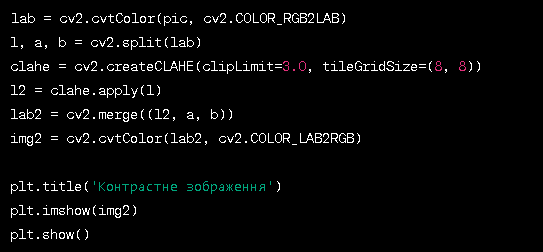 lab = cv2.cvtColor(pic, cv2.COLOR_RGB2LAB)
l, a, b = cv2.split(lab)
clahe = cv2.createCLAHE(clipLimit=3.0, tileGridSize=(8, 8))
l2 = clahe.apply(l)
lab2 = cv2.merge((l2, a, b))
img2 = cv2.cvtColor(lab2, cv2.COLOR_LAB2RGB)
plt.title('Контрастне зображення')
plt.imshow(img2)
plt.show()